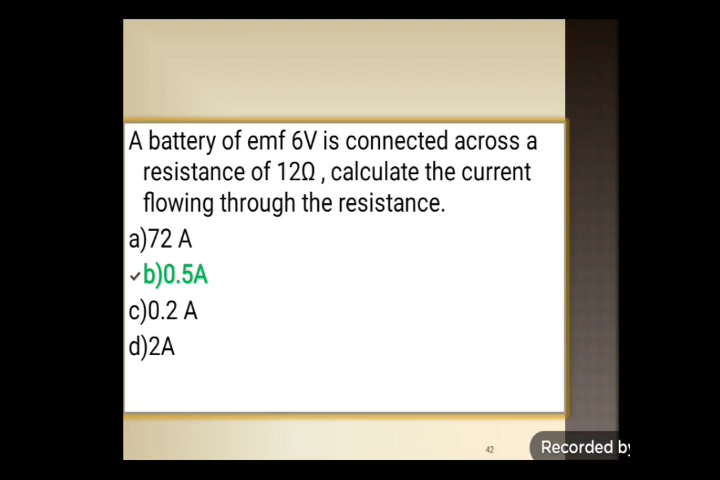 A battery of emf 6V is connected across a
resistance of 12Ω , calculate the current
flowing through the resistance.
a)72 A
✓b)0.5A
c)0.2 A
d)2A
42
Recorded by